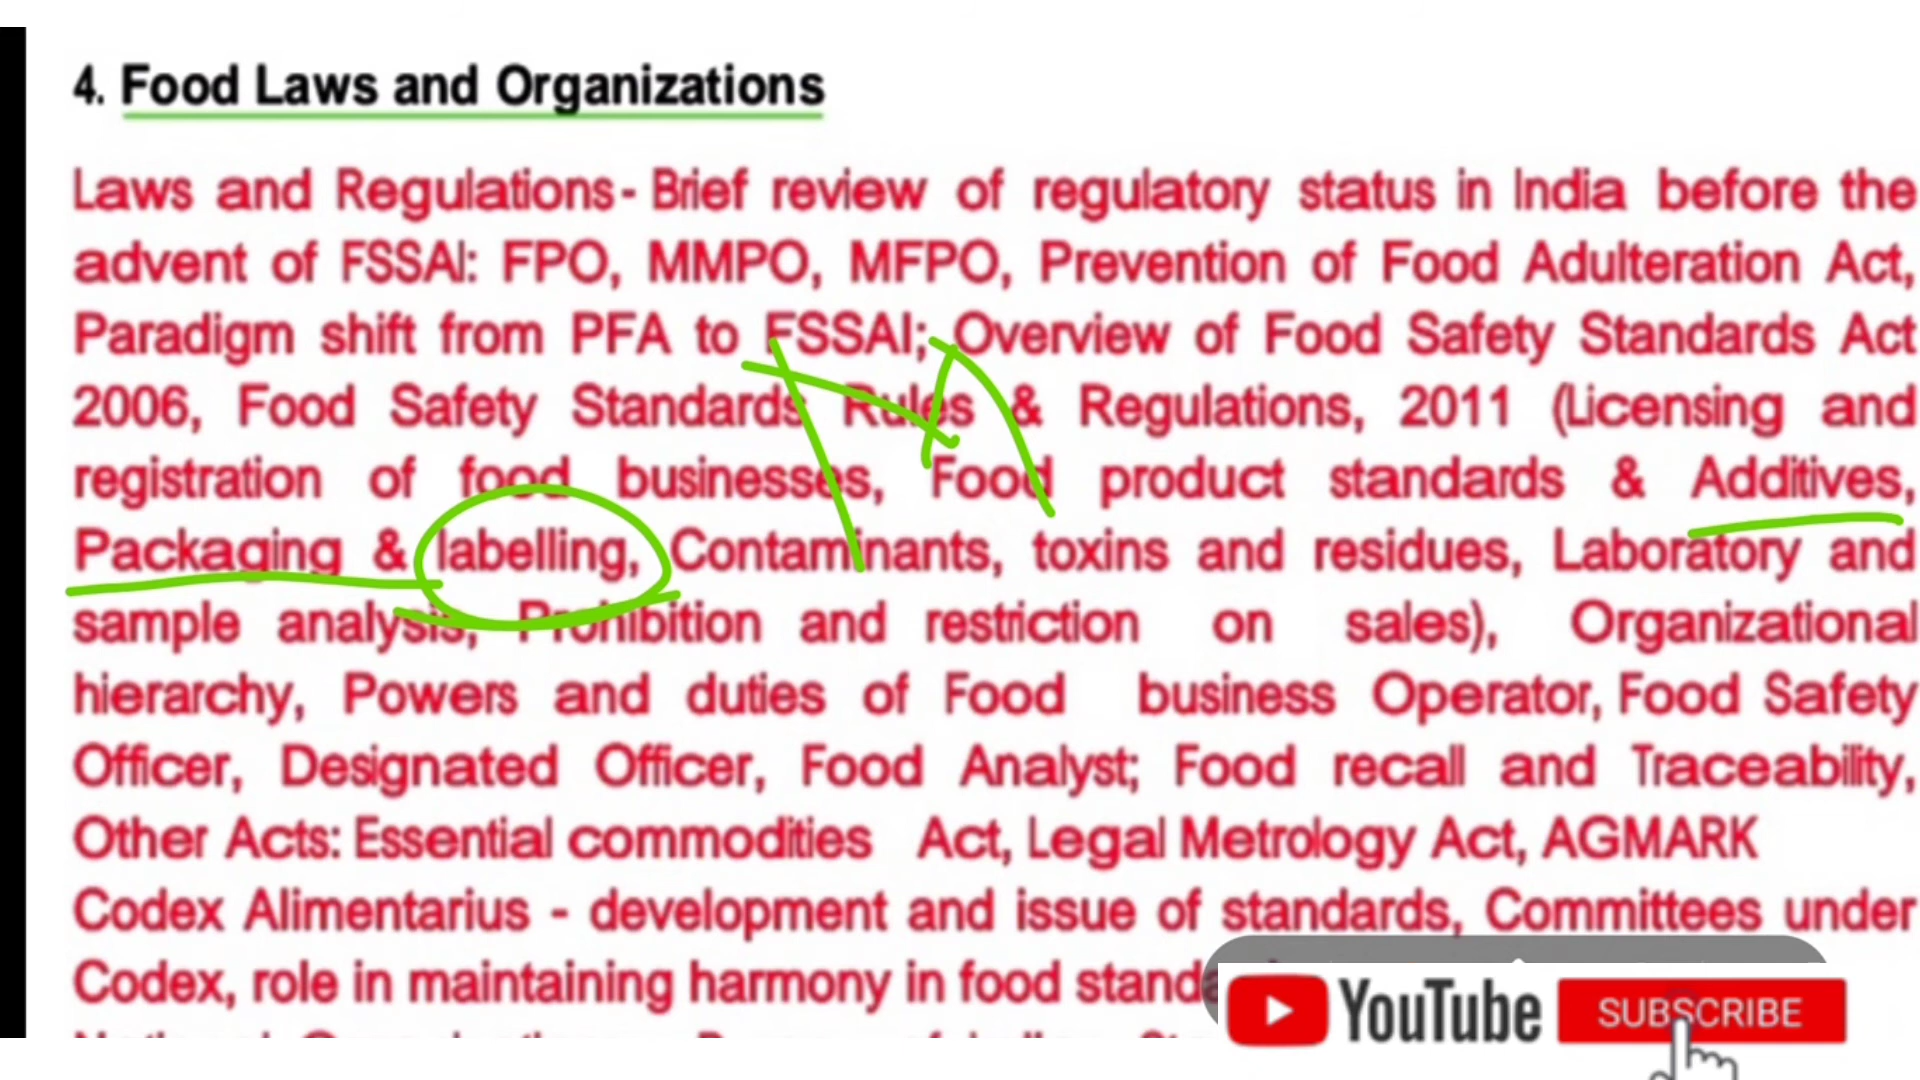 4. Food Laws and Organizations
Laws and Regulations- Brief review of regulatory status in India before the
advent of FSSAI: FPO, MMPO, MFPO, Prevention of Food Adulteration Act,
Paradigm shift from PFA to FSSAI; Overview of Food Safety Standards Act
2006, Food Safety Standards Rules & Regulations, 2011 (Licensing and
registration of food businesses, Food product standards & Additives,
Packaging & labelling, Contaminants, toxins and residues, Laboratory and
sample analysis, Prohibition and restriction on sales), Organizational
hierarchy, Powers and duties of Food business Operator, Food Safety
Officer, Designated Officer, Food Analyst; Food recall and Traceability,
Other Acts: Essential commodities Act, Legal Metrology Act, AGMARK
Codex Alimentarius - development and issue of standards, Committees under
Codex, role in maintaining harmony in food
YouTube SUBSCRIBE